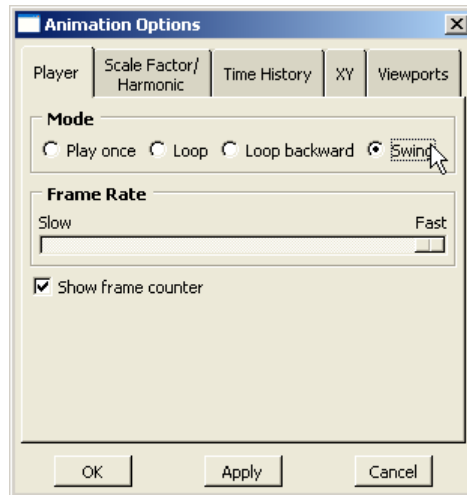 Animation Options
Player
Scale Factor/
Harmonic
Time History
XY
Viewports
Mode
Play once Loop Loop backward Swing
Frame Rate
Slow Fast
Show frame counter
OK Apply Cancel